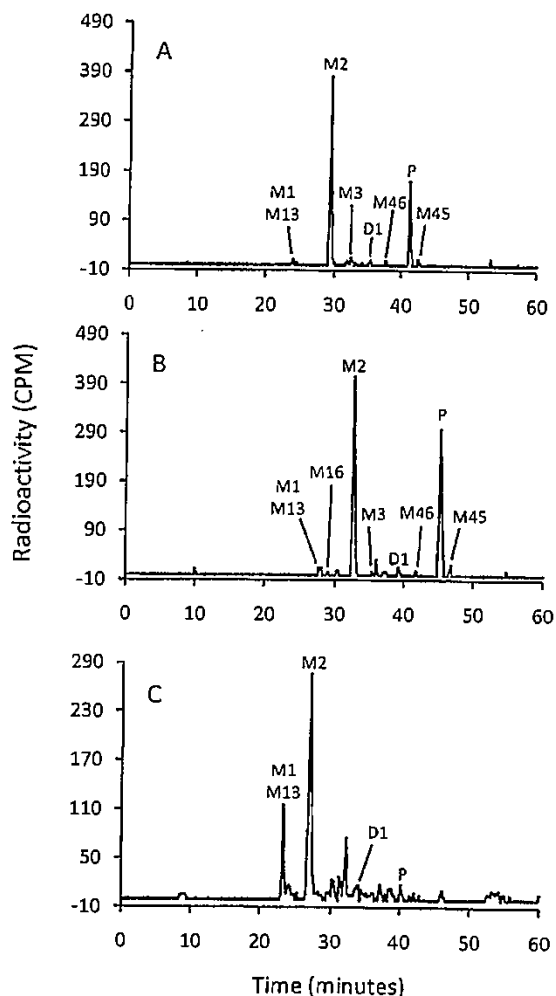 490
A
M2
390
290
190
P
M1
M3
M46
M13
D1
M45
90
-10
0 10 20 30 40 50 60
490
B
M2
390
P
290
M16
190
M1
M13
M3
M46
M45
D1
90
-10
0 10 20 30 40 50 60
290
C
M2
230
170
M1
M13
110
D1
P
50
-10
0 10 20 30 40 50 60
Radioactivity (CPM)
Time (minutes)